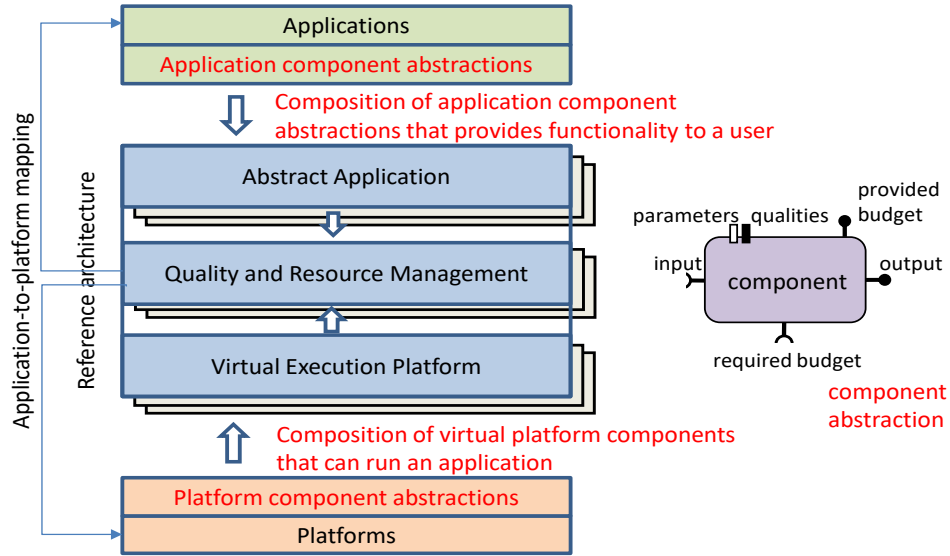 Applications
Application component abstractions
Composition of application component
abstractions that provides functionality to a user
Application-to-platform mapping
Reference architecture
Abstract Application
Quality and Resource Management
Virtual Execution Platform
Composition of virtual platform components
that can run an application
Platform component abstractions
Platforms
provided
budget
parameters
qualities
input
component
output
required budget
component
abstraction